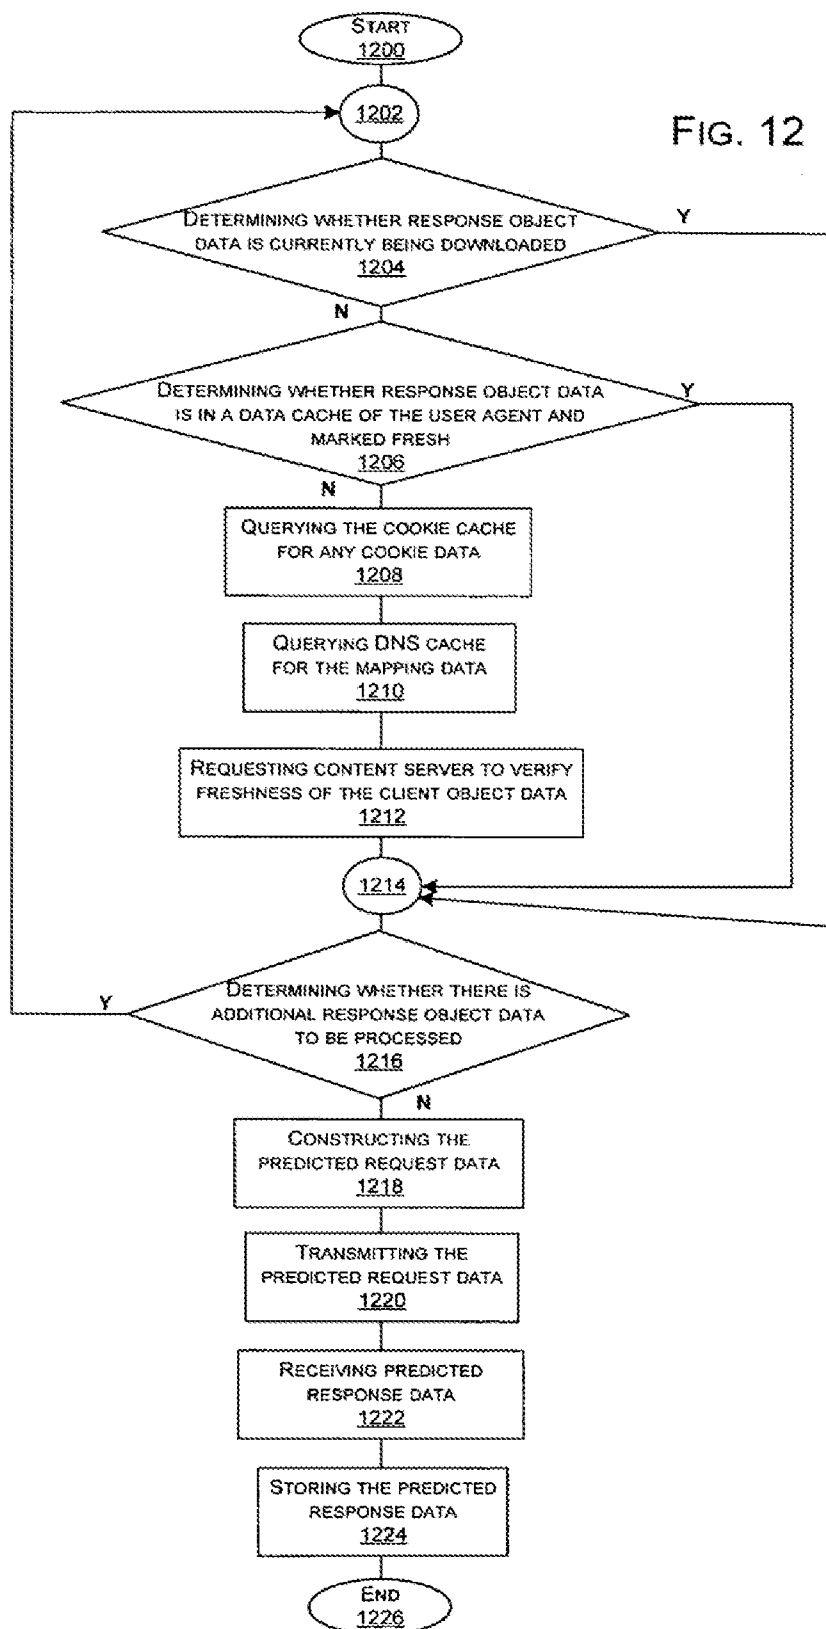 START
1200
1202
FIG. 12
DETERMINING WHETHER RESPONSE OBJECT
DATA IS CURRENTLY BEING DOWNLOADED
1204
Y
N
DETERMINING WHETHER RESPONSE OBJECT DATA
IS IN A DATA CACHE OF THE USER AGENT AND
MARKED FRESH
1206
Y
N
QUERYING THE COOKIE CACHE
FOR ANY COOKIE DATA
1208
QUERYING DNS CACHE
FOR THE MAPPING DATA
1210
REQUESTING CONTENT SERVER TO VERIFY
FRESHNESS OF THE CLIENT OBJECT DATA
1212
1214
Y
DETERMINING WHETHER THERE IS
ADDITIONAL RESPONSE OBJECT DATA
TO BE PROCESSED
1216
N
CONSTRUCTING THE
PREDICTED REQUEST DATA
1218
TRANSMITTING THE
PREDICTED REQUEST DATA
1220
RECEIVING PREDICTED
RESPONSE DATA
1222
STORING THE PREDICTED
RESPONSE DATA
1224
END
1226